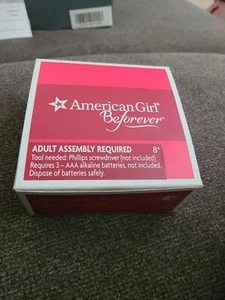 American Girl
Beforever
ADULT ASSEMBLY REQUIRED 8+
Tool needed: Phillips screwdriver (not included)
Requires 3 – AAA alkaline batteries, not included.
Dispose of batteries safely.